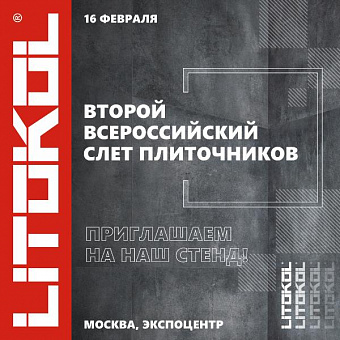 LITOKOL
®
16 ФЕВРАЛЯ
ВТОРОЙ
ВСЕРОССИЙСКИЙ
СЛЕТ ПЛИТОЧНИКОВ
ПРИГЛАШАЕМ
НА НАШ СТЕНД!
МОСКВА, ЭКСПОЦЕНТР
LITOKOL
LITOKOL
LITOKOL
LITOKOL